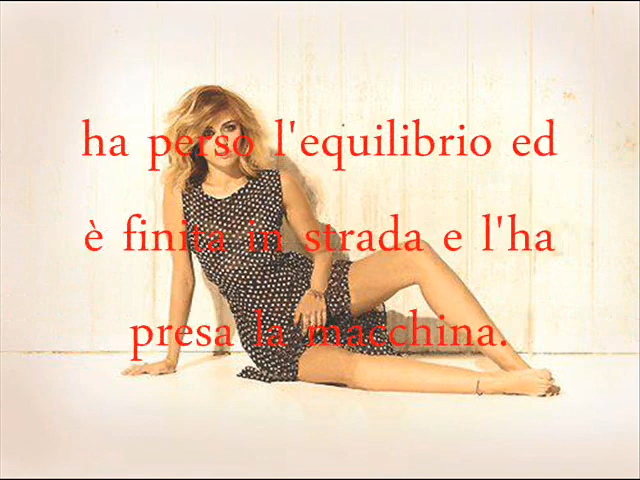 ha perso l'equilibrio ed
è finita in strada e l'ha
presa la macchina.